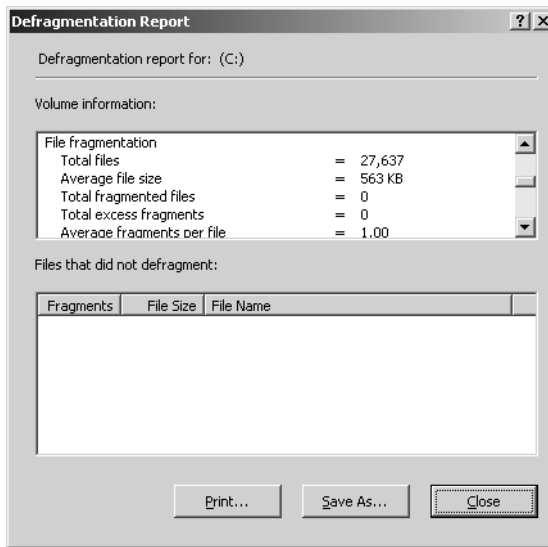 Defragmentation Report
Defragmentation report for: (C:)
Volume information:
File fragmentation
Total files = 27,637
Average file size = 563 KB
Total fragmented files = 0
Total excess fragments = 0
Average fragments per file = 1.00
Files that did not defragment:
Fragments File Size File Name
Print... Save As... Close